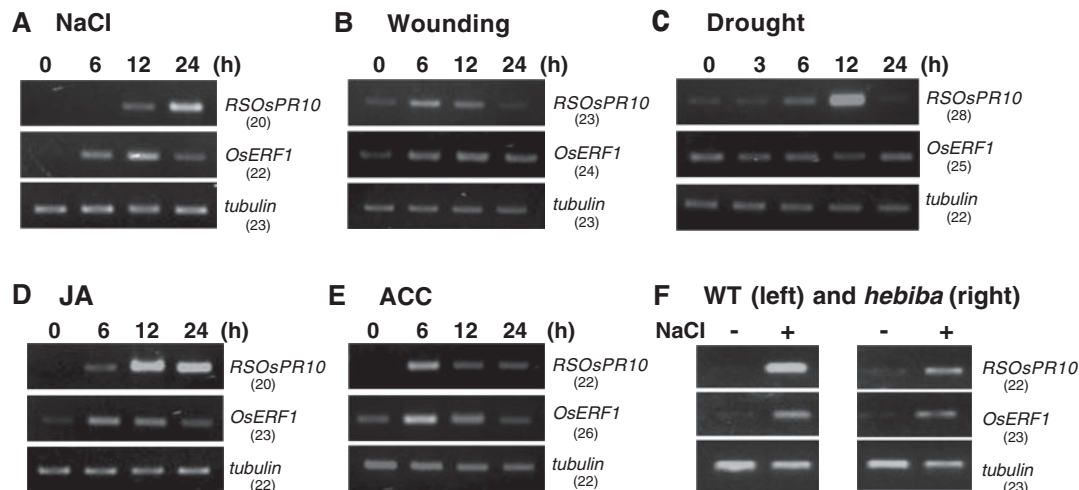 A NaCl
0 6 12 24 (h)
RSOsPR10
(20)
OsERF1
(22)
tubulin
(23)
B Wounding
0 6 12 24 (h)
RSOsPR10
(23)
OsERF1
(24)
tubulin
(23)
C Drought
0 3 6 12 24 (h)
RSOsPR10
(28)
OsERF1
(25)
tubulin
(22)
D JA
0 6 12 24 (h)
RSOsPR10
(20)
OsERF1
(23)
tubulin
(22)
E ACC
0 6 12 24 (h)
RSOsPR10
(22)
OsERF1
(26)
tubulin
(22)
F WT (left) and hebiba (right)
NaCl - + - +
RSOsPR10
(22)
OsERF1
(23)
tubulin
(23)